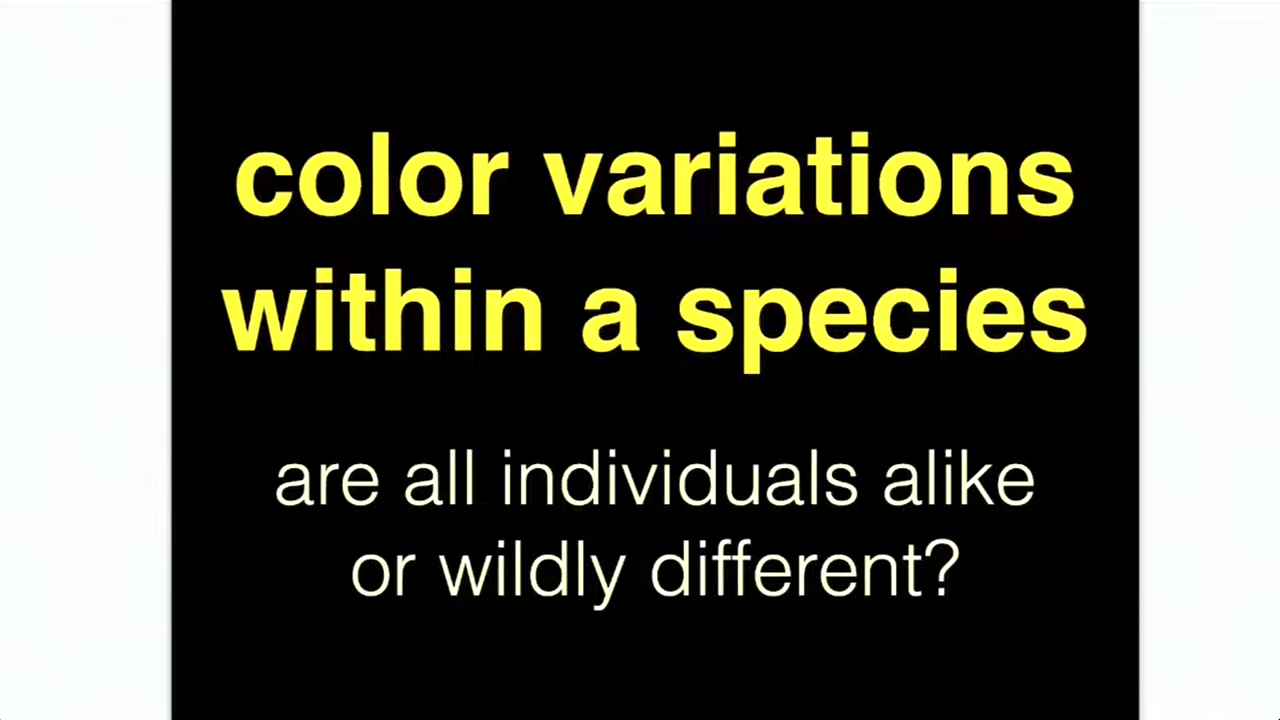 color variations
within a species
are all individuals alike
or wildly different?